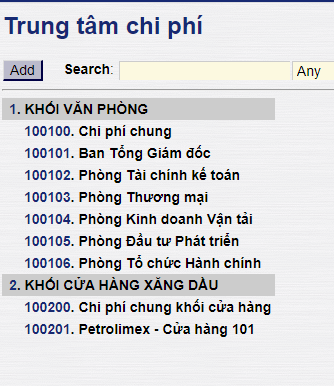 Trung tâm chi phí
Add Search: Any
1. KHỐI VĂN PHÒNG
100100. Chi phí chung
100101. Ban Tổng Giám đốc
100102. Phòng Tài chính kế toán
100103. Phòng Thương mại
100104. Phòng Kinh doanh Vận tải
100105. Phòng Đầu tư Phát triển
100106. Phòng Tổ chức Hành chính
2. KHỐI CỬA HÀNG XĂNG DẦU
100200. Chi phí chung khối cửa hàng
100201. Petrolimex - Cửa hàng 101